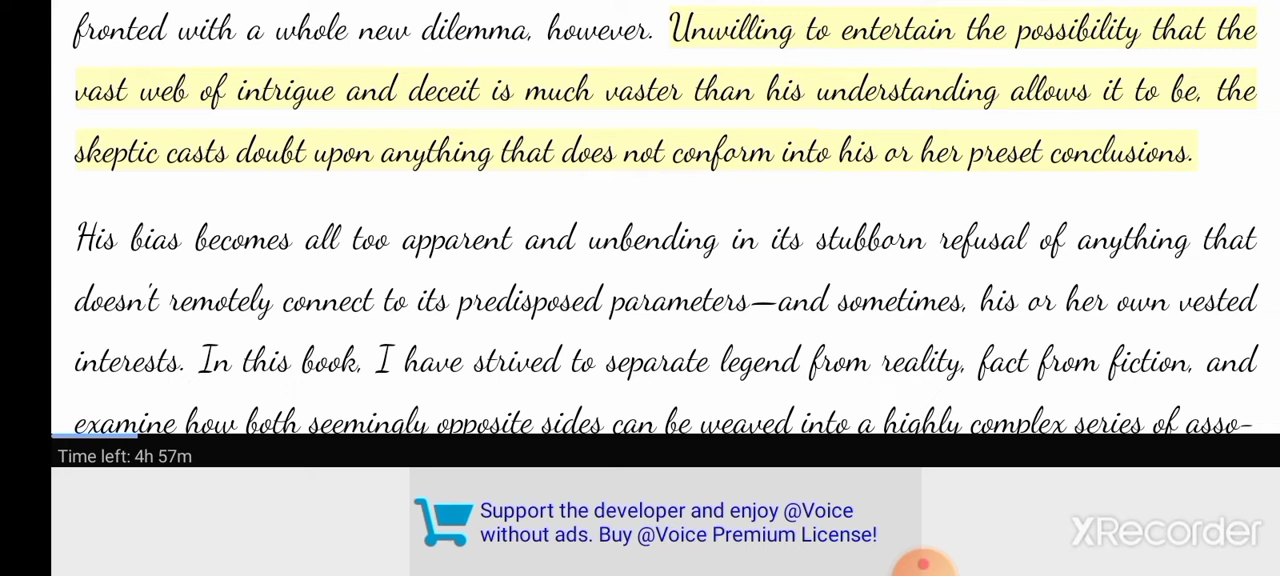 fronted with a whole new dilemma, however. Unwilling to entertain the possibility that the
vast web of intrigue and deceit is much vaster than his understanding allows it to be, the
skeptic casts doubt upon anything that does not conform into his or her preset conclusions.
His bias becomes all too apparent and unbending in its stubborn refusal of anything that
doesn't remotely connect to its predisposed parameters—and sometimes, his or her own vested
interests. In this book, I have strived to separate legend from reality, fact from fiction, and
examine how both seemingly opposite sides can be weaved into a highly complex series of asso-
Time left: 4h 57m
Support the developer and enjoy @Voice
without ads. Buy @Voice Premium License!
XRecorder